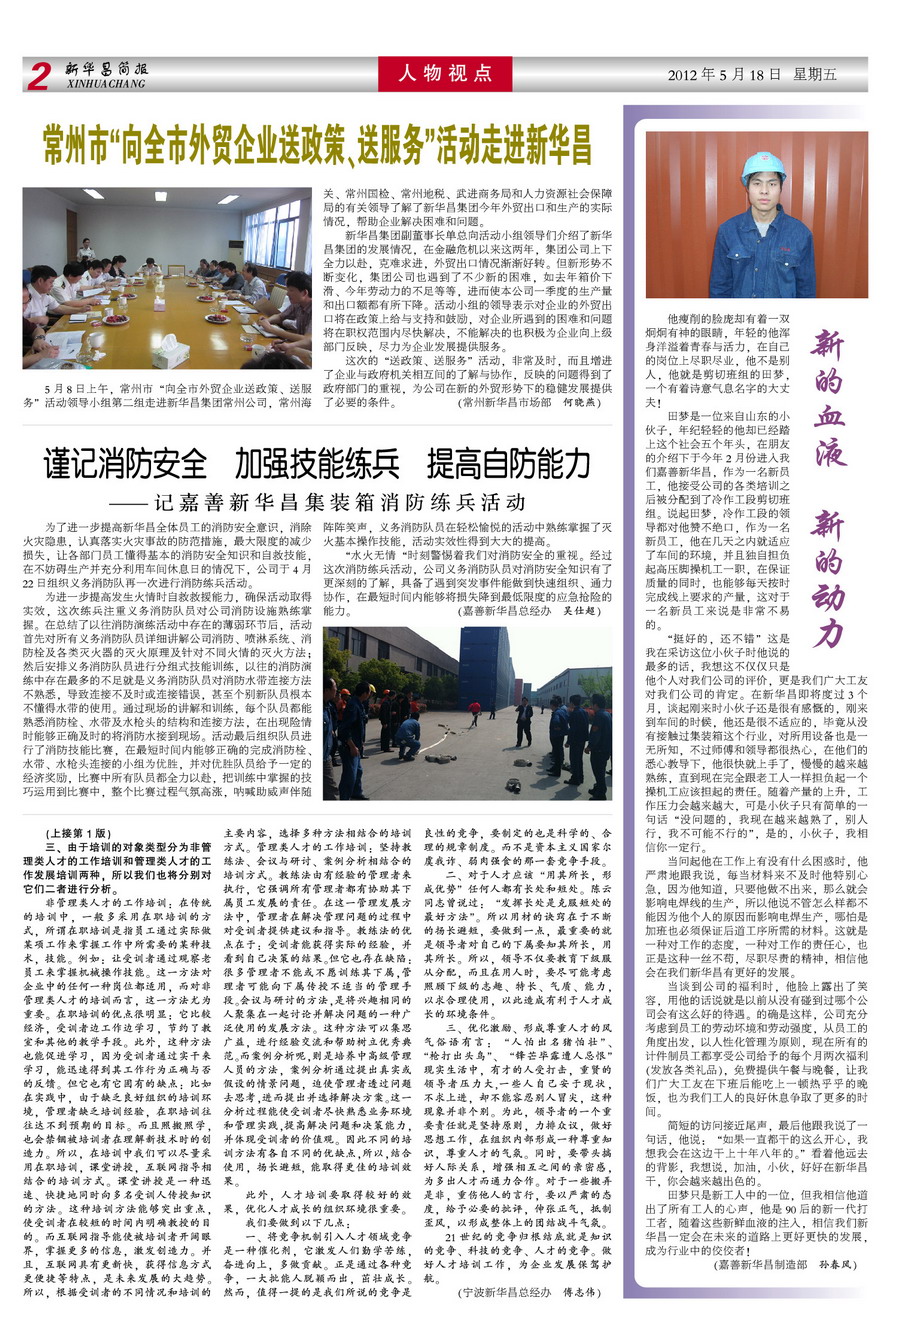 2
新华昌简报
XINHUACHANG
人物视点
2012 年 5 月 18 日 星期五
常州市“向全市外贸企业送政策、送服务”活动走进新华昌
5 月 8 日上午，常州市“向全市外贸企业送政策、送服
务”活动领导小组第二组走进新华昌集团常州公司，常州海
关、常州国检、常州地税、武进商务局和人力资源社会保障
局的有关领导了解了新华昌集团今年外贸出口和生产的实际
情况，帮助企业解决困难和问题。
新华昌集团副董事长单总向活动小组领导们介绍了新华
昌集团的发展情况，在金融危机以来这两年，集团公司上下
全力以赴，克难求进，外贸出口情况渐渐好转。但新形势不
断变化，集团公司也遇到了不少新的困难，如去年箱价下
滑、今年劳动力的不足等等，进而使本公司一季度的生产量
和出口额都有所下降。活动小组的领导表示对企业的外贸出
口将在政策上给与支持和鼓励，对企业所遇到的困难和问题
将在职权范围内尽快解决，不能解决的也积极为企业向上级
部门反映，尽力为企业发展提供服务。
这次的“送政策、送服务”活动，非常及时，而且增进
了企业与政府机关相互间的了解与协作，反映的问题得到了
政府部门的重视，为公司在新的外贸形势下的稳健发展提供
了必要的条件。 (常州新华昌市场部 何晓燕)
谨记消防安全 加强技能练兵 提高自防能力
——记嘉善新华昌集装箱消防练兵活动
为了进一步提高新华昌全体员工的消防安全意识，消除
火灾隐患，认真落实火灾事故的防范措施，最大限度的减少
损失，让各部门员工懂得基本的消防安全知识和自救技能，
在不妨碍生产并充分利用车间休息日的情况下，公司于 4 月
22 日组织义务消防队再一次进行消防练兵活动。
为进一步提高发生火情时自救救援能力，确保活动取得
实效，这次练兵注重义务消防队员对公司消防设施熟练掌
握。在总结了以往消防演练活动中存在的薄弱环节后，活动
首先对所有义务消防队员详细讲解公司消防、喷淋系统、消
防栓及各类灭火器的灭火原理及针对不同火情的灭火方法；
然后安排义务消防队员进行分组式技能训练，以往的消防演
练中存在最多的不足就是义务消防队员对消防水带连接方法
不熟悉，导致连接不及时或连接错误，甚至个别新队员根本
不懂得水带的使用。通过现场的讲解和训练，每个队员都能
熟悉消防栓、水带及水枪头的结构和连接方法，在出现险情
时能够正确及时的将消防水接到现场。活动最后组织队员进
行了消防技能比赛，在最短时间内能够正确的完成消防栓、
水带、水枪头连接的小组为优胜，并对优胜队员给予一定的
经济奖励，比赛中所有队员都全力以赴，把训练中掌握的技
巧运用到比赛中，整个比赛过程气氛高涨，呐喊助威声伴随
阵阵笑声，义务消防队员在轻松愉悦的活动中熟练掌握了灭
火基本操作技能，活动实效性得到大大的提高。
“水火无情“时刻警惕着我们对消防安全的重视。经过
这次消防练兵活动，公司义务消防队员对消防安全知识有了
更深刻的了解，具备了遇到突发事件能做到快速组织、通力
协作，在最短时间内能够将损失降到最低限度的应急抢险的
能力。 (嘉善新华昌总经办 吴仕超)
(上接第 1 版)
三、由于培训的对象类型分为非管
理类人才的工作培训和管理类人才的工
作发展培训两种，所以我们也将分别对
它们二者进行分析。
非管理类人才的工作培训：在传统
的培训中，一般多采用在职培训的方
式，所谓在职培训是指员工通过实际做
某项工作来掌握工作中所需要的某种技
术，技能。例如：让受训者通过观察老
员工来掌握机械操作技能。这一方法对
企业中的任何一种岗位都适用，而对非
管理类人才的培训而言，这一方法尤为
重要。在职培训的优点很明显：它比较
经济，受训者边工作边学习，节约了教
室和其他的教学手段。此外，这种方法
也能促进学习，因为受训者通过实干来
学习，能迅速得到其工作行为正确与否
的反馈。但它也有它固有的缺点：比如
在实践中，由于缺乏良好组织的培训环
境，管理者缺乏培训经验，在职培训往
往达不到预期的目标。而且照搬照学，
也会禁锢被培训者在理解新技术时的创
造力。所以，在培训中我们可以尽量采
用在职培训，课堂讲授，互联网指导相
结合的培训方式。课堂讲授是一种迅
速、快捷地同时向多名受训人传授知识
的方法。这种培训方法能够突出重点，
使受训者在较短的时间内明确教授的目
的。而互联网指导能使被培训者开阔眼
界，掌握更多的信息，激发创造力。并
且，互联网具有更新快，获得信息方式
更便捷等特点，是未来发展的大趋势。
所以，根据受训者的不同情况和培训的
主要内容，选择多种方法相结合的培训
方式。管理类人才的工作培训：坚持教
练法、会议与研讨、案例分析相结合的
培训方式。教练法由有经验的管理者来
执行，它强调所有管理者都有协助其下
属员工发展的责任。在这一管理发展方
法中，管理者在解决管理问题的过程中
对受训者提供建议和指导。教练法的优
点在于：受训者能获得实际的经验，并
看到自己决策的结果。但它也存在缺陷：
很多管理者不能或不愿训练其下属,管
理者可能向下属传授不适当的管理手
段。会议与研讨的方法,是将兴趣相同的
人聚集在一起讨论并解决问题的一种广
泛使用的发展方法。这种方法可以集思
广益，进行经验交流和帮助树立优秀典
范。而案例分析呢,则是培养中高级管理
人员的方法，案例分析通过提出真实或
假设的情景问题，迫使管理者透过问题
去思考,进而提出并选择解决方案。这一
分析过程能使受训者尽快熟悉业务环境
和管理实践,提高解决问题和决策能力，
并体现受训者的价值观。因此不同的培
训方法有各自不同的优缺点,所以,结合
使用，扬长避短，能取得更佳的培训效
果。
此外，人才培训要取得较好的效
果，优化人才成长的组织环境很重要。
我们要做到以下几点：
一、将竞争机制引入人才领域竞争
是一种催化剂，它激发人们勤学苦练，
奋进向上，多做贡献。正是通过各种竞
争，一大批能人脱颖而出，茁壮成长。
然而，值得一提的是我们所说的竞争是
良性的竞争，要制定的也是科学的、合
理的规章制度。而不是资本主义国家尔
虞我诈、弱肉强食的那一套竞争手段。
二、对于人才应该“用其所长，形
成优势”任何人都有长处和短处。陈云
同志曾说过：“发挥长处是克服短处的
最好方法”。所以用材的诀窍在于不断
的扬长避短，要做到一点，最重要的就
是领导者对自己的下属要知其所长，用
其所长。所以，领导不仅要教育下级服
从分配，而且在用人时，要尽可能考虑
照顾下级的志趣、特长、气质、能力，
以求合理使用，以此造成有利于人才成
长的环境条件。
三、优化激励、形成尊重人才的风
气俗语有言：“人怕出名猪怕壮”、
“枪打出头鸟”、“锋芒毕露遭人忌恨”
现实生活中，有才的人受打击，重贤的
领导者压力大,一些人自己安于现状，
不求上进，却不能容忍别人冒尖，这种
现象并非个别。为此，领导者的一个重
要责任就是坚持原则，力排众议，做好
思想工作，在组织内部形成一种尊重知
识，尊重人才的气氛。同时，要带头搞
好人际关系，增强相互之间的亲密感，
为多出人才而通力合作。对于一些搬弄
是非，重伤他人的言行，要以严肃的态
度，给予必要的批评，伸张正气，抵制
歪风，以形成整体上的团结战斗气氛。
21 世纪的竞争归根结底就是知识
的竞争、科技的竞争、人才的竞争。做
好人才培训工作，为企业发展保驾护
航。
(宁波新华昌总经办 傅志伟)
新的血液 新的动力
他瘦削的脸庞却有着一双
炯炯有神的眼睛，年轻的他浑
身洋溢着青春与活力，在自己
的岗位上尽职尽业，他不是别
人，他就是剪切班组的田梦，
一个有着诗意气息名字的大丈
夫！
田梦是一位来自山东的小
伙子，年纪轻轻的他却已经踏
上这个社会五个年头，在朋友
的介绍下于今年 2 月份进入我
们嘉善新华昌，作为一名新员
工，他接受公司的各类培训之
后被分配到了冷作工段剪切班
组。说起田梦，冷作工段的领
导都对他赞不绝口，作为一名
新员工，他在几天之内就适应
了车间的环境，并且独自担负
起高压脚操机工一职，在保证
质量的同时，也能够每天按时
完成线上要求的产量，这对于
一名新员工来说是非常不易
的。
“挺好的，还不错”这是
我在采访这位小伙子时他说的
最多的话，我想这不仅仅只是
他个人对我们公司的评价，更是我们广大工友
对我们公司的肯定。在新华昌即将度过 3 个
月，谈起刚来时小伙子还是很有感慨的，刚来
到车间的时候，他还是很不适应的，毕竟从没
有接触过集装箱这个行业，对所用设备也是一
无所知，不过师傅和领导都很热心，在他们的
悉心教导下，他很快就上手了，慢慢的越来越
熟练，直到现在完全跟老工人一样担负起一个
操机工应该担起的责任。随着产量的上升，工
作压力会越来越大，可是小伙子只有简单的一
句话“没问题的，我现在越来越熟了，别人
行，我不可能不行的”，是的，小伙子，我相
信你一定行。
当问起他在工作上有没有什么困惑时，他
严肃地跟我说，每当材料来不及时他特别心
急，因为他知道，只要他做不出来，那么就会
影响电焊线的生产，所以他说不管怎么样都不
能因为他个人的原因而影响电焊生产，哪怕是
加班也必须保证后道工序所需的材料。这就是
一种对工作的态度，一种对工作的责任心，也
正是这种一丝不苟，尽职尽责的精神，相信他
会在我们新华昌有更好的发展。
当谈到公司的福利时，他脸上露出了笑
容，用他的话说就是以前从没有碰到过哪个公
司会有这么好的待遇。的确是这样，公司充分
考虑到员工的劳动环境和劳动强度，从员工的
角度出发，以人性化管理为原则，现在所有的
计件制员工都享受公司给予的每个月两次福利
(发放各类礼品)，免费提供午餐与晚餐，让我
们广大工友在下班后能吃上一顿热乎乎的晚
饭，也为我们工人的良好休息争取了更多的时
间。
简短的访问接近尾声，最后他跟我说了一
句话，他说：“如果一直都干的这么开心，我
想我会在这边干上十年八年的。”看着他远去
的背影，我想说，加油，小伙，好好在新华昌
干，你会越来越出色的。
田梦只是新工人中的一位，但我相信他道
出了所有工人的心声，他是 90 后的新一代打
工者，随着这些新鲜血液的注入，相信我们新
华昌一定会在未来的道路上更好更快的发展，
成为行业中的佼佼者！
(嘉善新华昌制造部 孙春风)